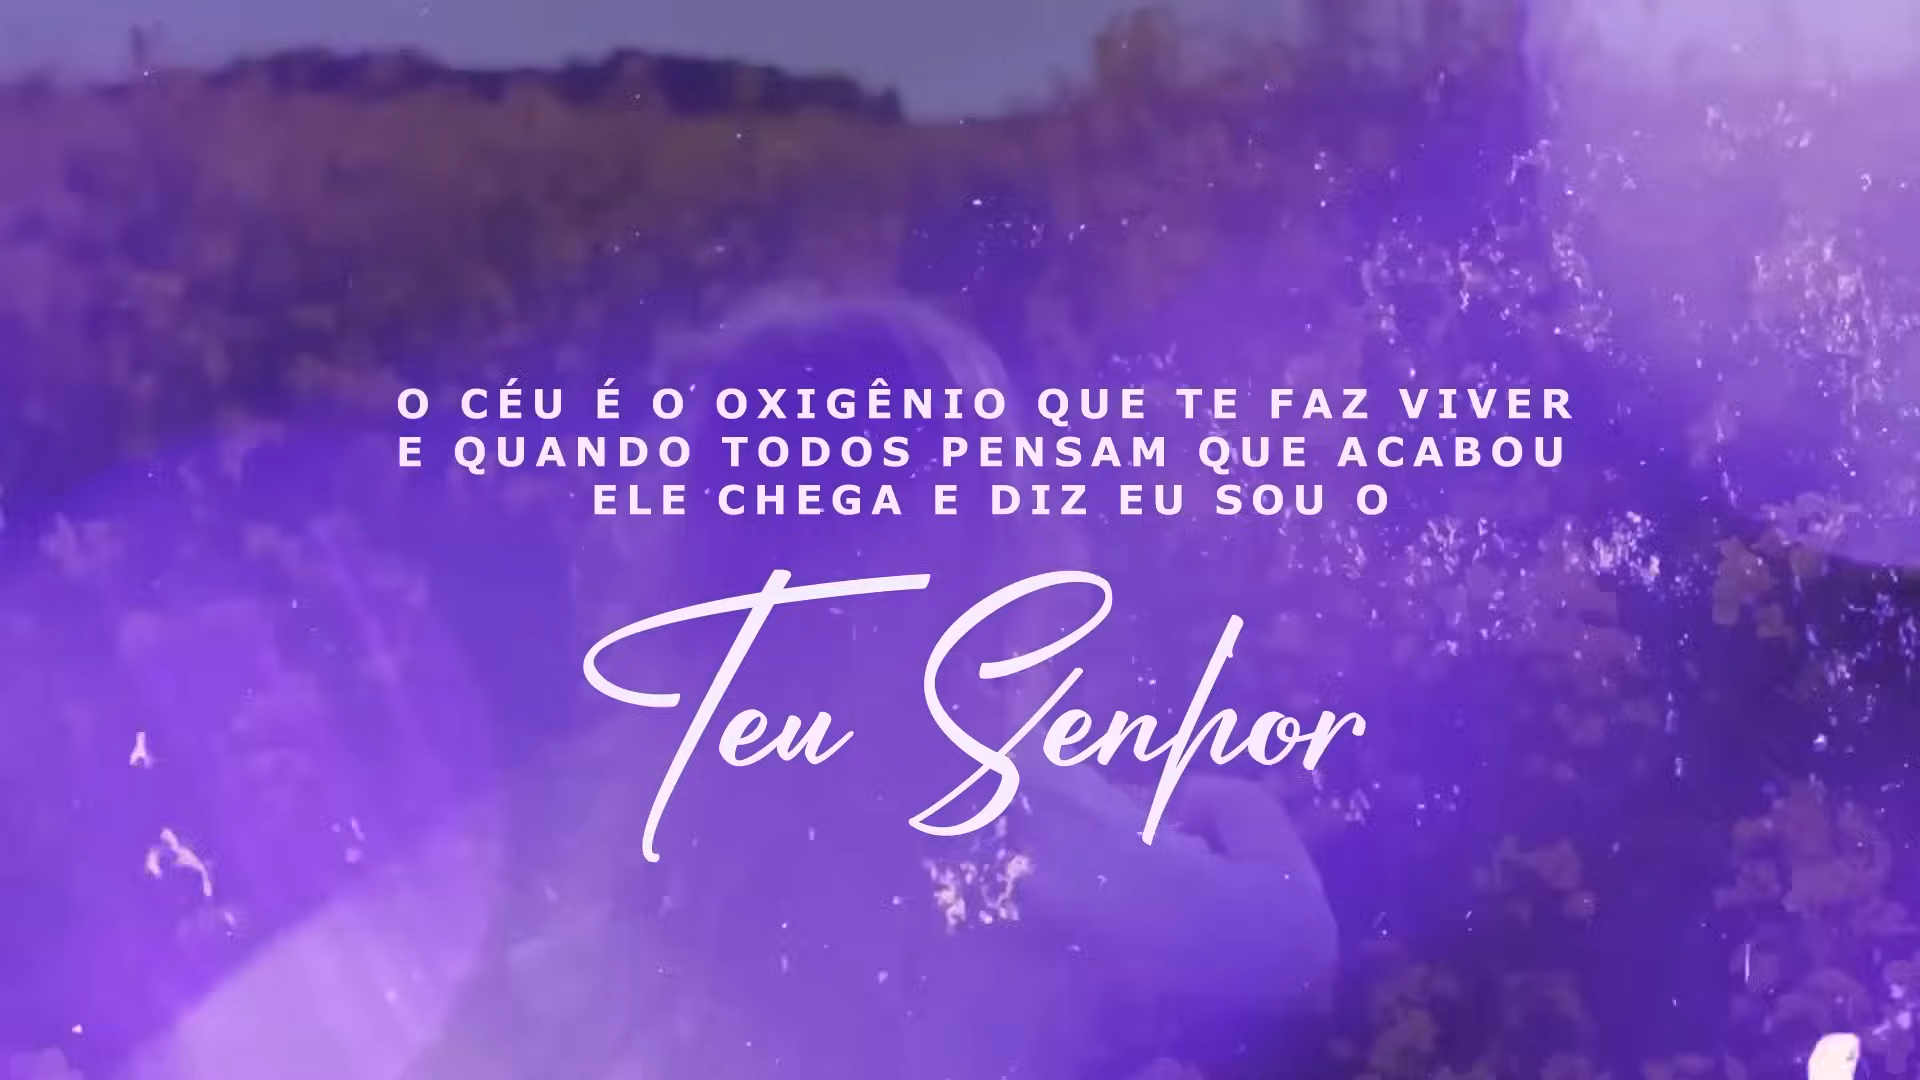 O CÉU É O OXIGÊNIO QUE TE FAZ VIVER
E QUANDO TODOS PENSAM QUE ACABOU
ELE CHEGA E DIZ EU SOU O
Teu Senhor